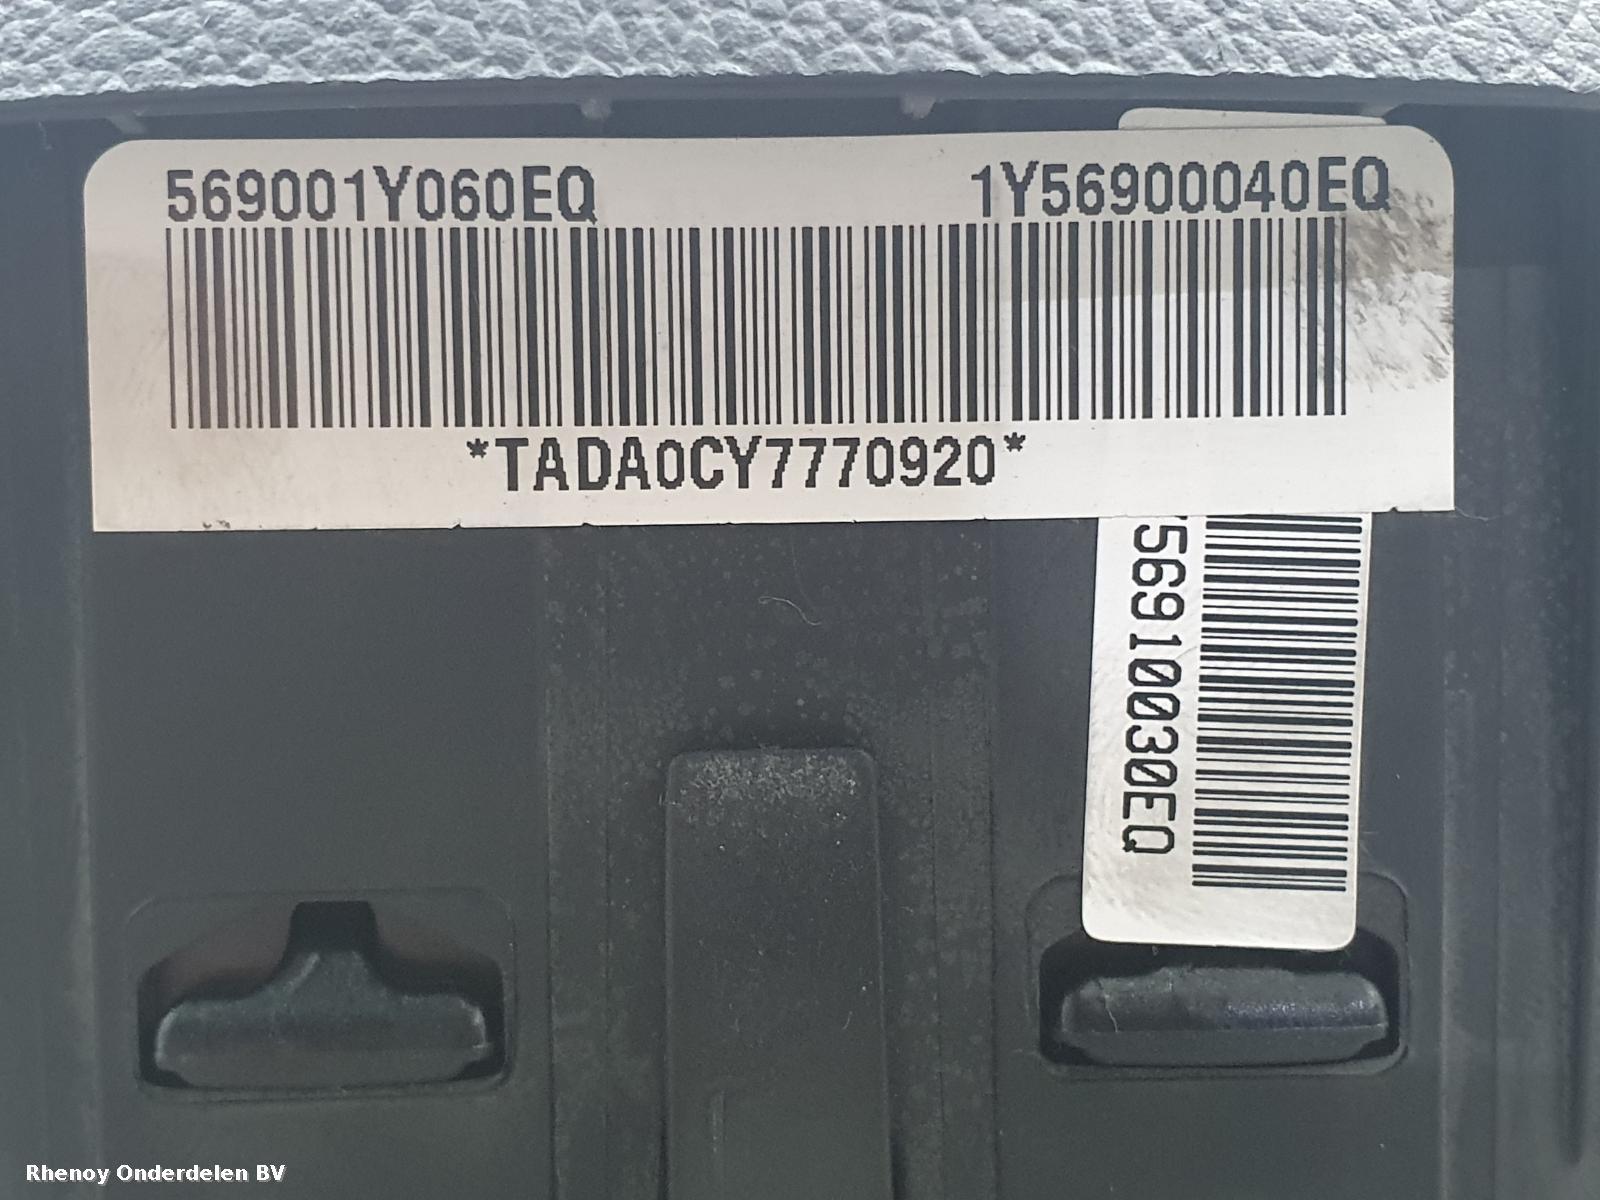 569001Y060EQ 1Y56900040EQ
*TADA0CY7770920*
56910030EQ
Rhenoy Onderdelen BV